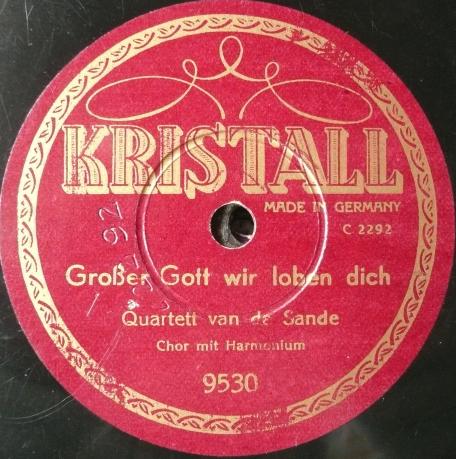 KRISTALL
MADE IN GERMANY
C 2292
Großer Gott wir loben dich
Quartett van de Sande
Chor mit Harmonium
9530